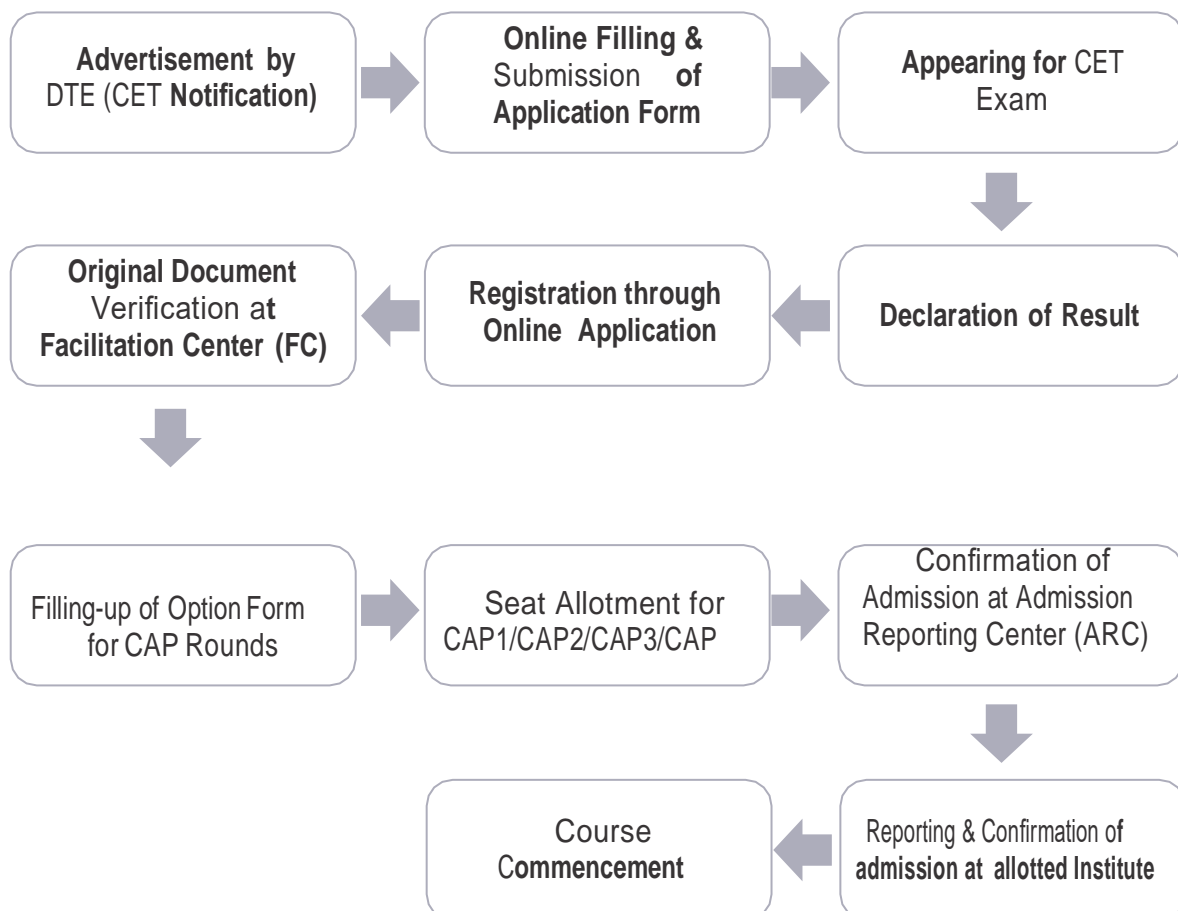 Advertisement by
DTE (CET Notification)
Online Filling &
Submission of
Application Form
Appearing for CET
Exam
Declaration of Result
Registration through
Online Application
Original Document
Verification at
Facilitation Center (FC)
Filling-up of Option Form
for CAP Rounds
Seat Allotment for
CAP1/CAP2/CAP3/CAP
Confirmation of
Admission at Admission
Reporting Center (ARC)
Reporting & Confirmation of
admission at allotted Institute
Course
Commencement